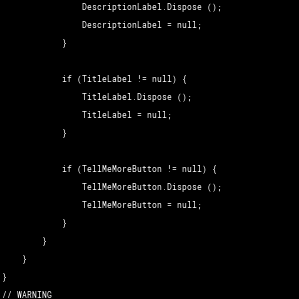 DescriptionLabel.Dispose ();
DescriptionLabel = null;
}
if (TitleLabel != null) {
TitleLabel.Dispose ();
TitleLabel = null;
}
if (TellMeMoreButton != null) {
TellMeMoreButton.Dispose ();
TellMeMoreButton = null;
}
}
}
}
// WARNING